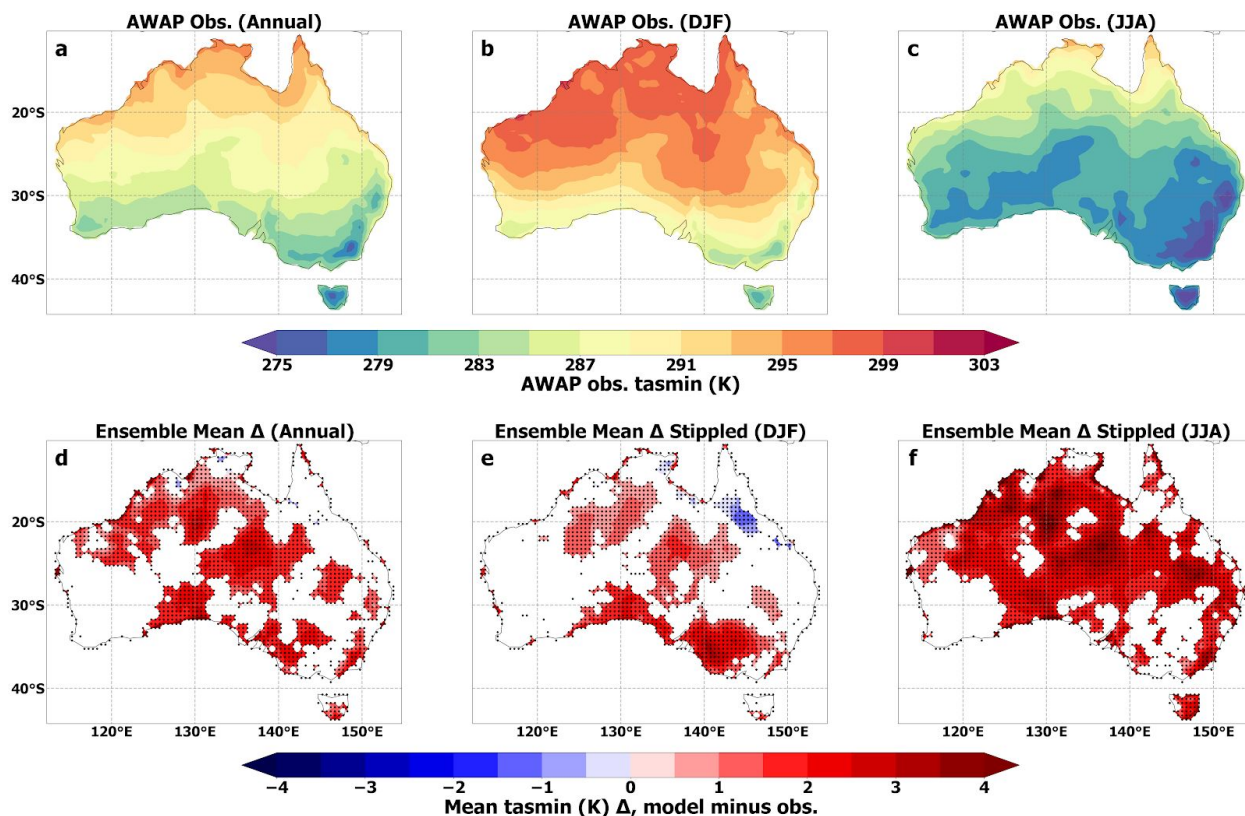 AWAP Obs. (Annual)
AWAP Obs. (DJF)
AWAP Obs. (JJA)
a
b
c
20°S
30°S
40°S
275 279 283 287 291 295 299 303
AWAP obs. tasmin (K)
Ensemble Mean Δ (Annual)
Ensemble Mean Δ Stippled (DJF)
Ensemble Mean Δ Stippled (JJA)
d
e
f
20°S
30°S
40°S
120°E 130°E 140°E 150°E
120°E 130°E 140°E 150°E
120°E 130°E 140°E 150°E
−4 −3 −2 −1 0 1 2 3 4
Mean tasmin (K) Δ, model minus obs.